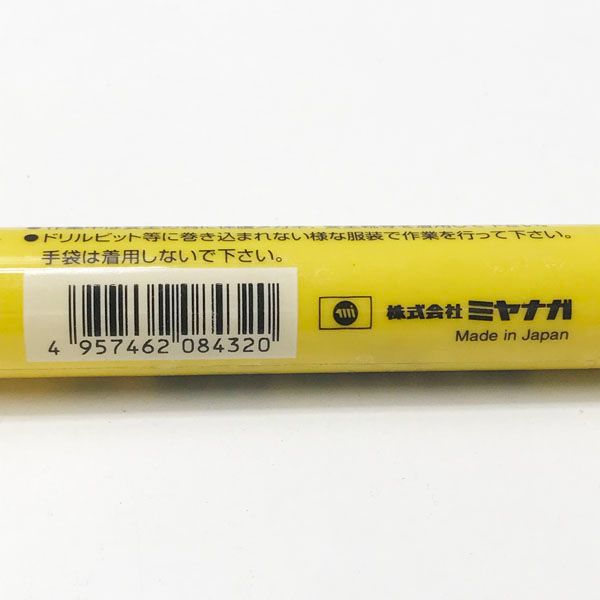 ●ドリルビット等に巻き込まれない様な服装で作業を行って下さい。
手袋は着用しないで下さい。
株式会社 ミヤナガ
Made in Japan
4 957462 084320